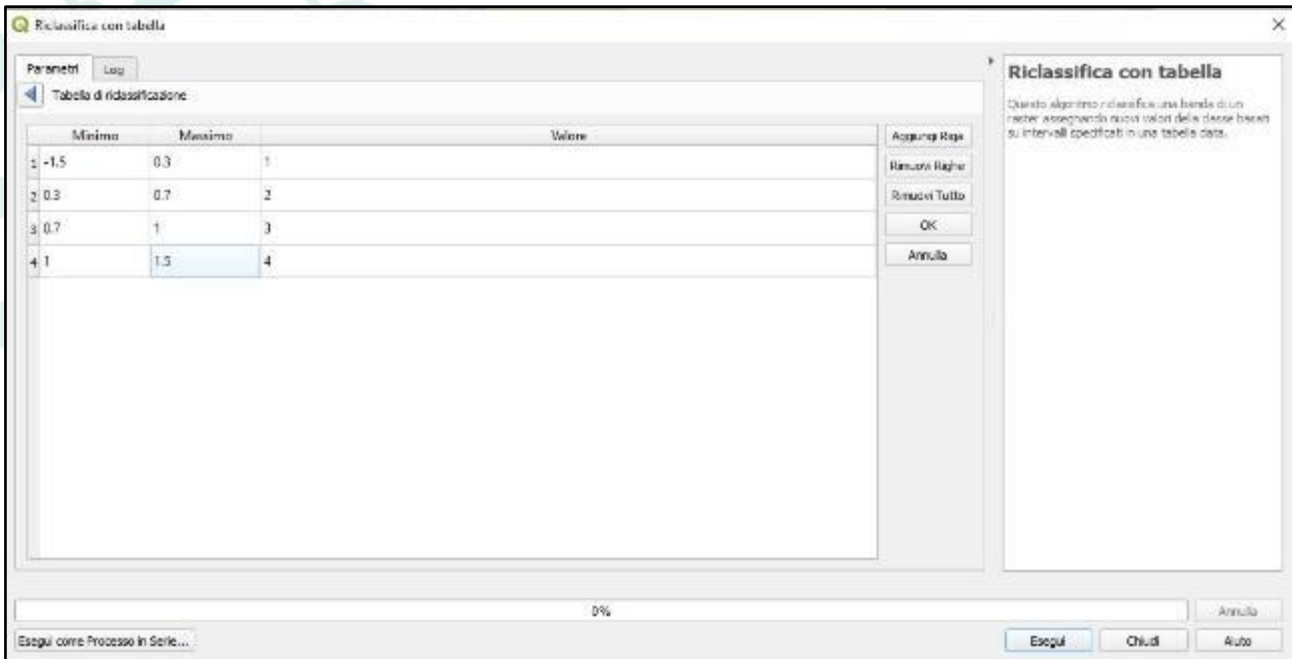 Riclassifica con tabella
Parametri Log
Tabella di riclassificazione
Minimo Massimo Valore
1 -1.5 0.3 1
2 0.3 0.7 2
3 0.7 1 3
4 1 1.5 4
Aggiungi Riga
Rimuovi Righe
Rimuovi Tutto
OK
Annulla
Riclassifica con tabella
Questo algoritmo riclassifica una banda di un
raster assegnando nuovi valori della classe basati
su intervalli specificati in una tabella data.
0%
Annulla
Esegui come Processo in Serie...
Esegui Chiudi Aiuto